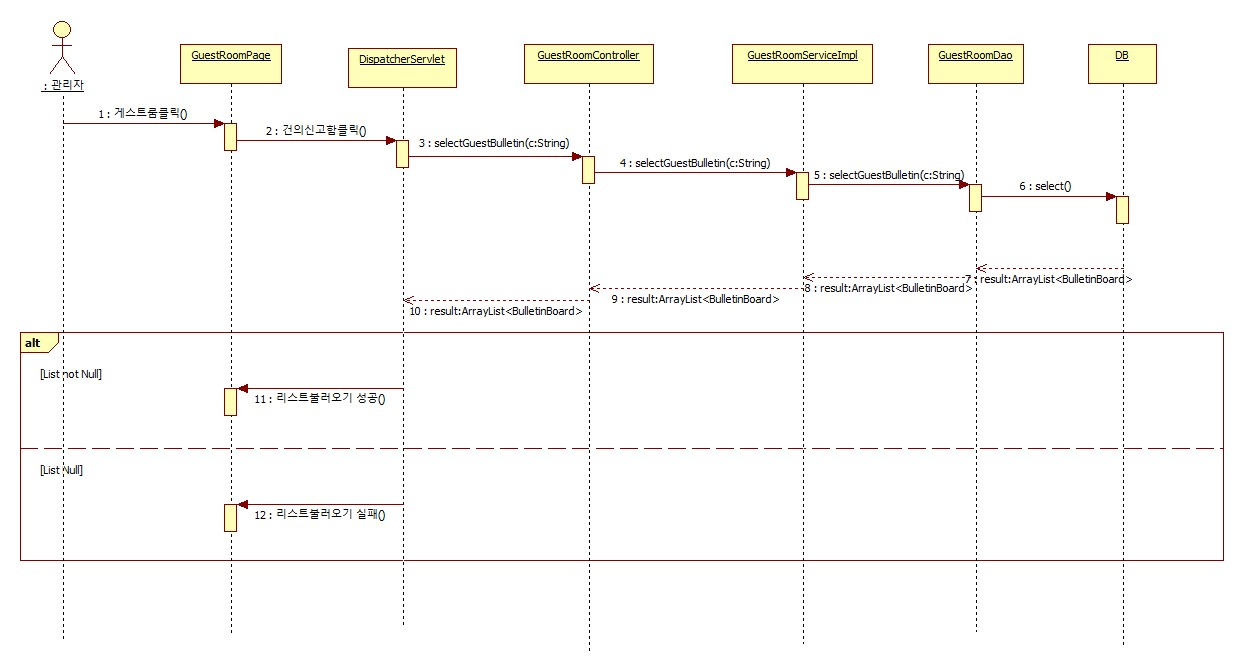 GuestRoomPage
DispatcherServlet
GuestRoomController
GuestRoomServiceImpl
GuestRoomDao
DB
: 관리자
1 : 게스트룸클릭()
2 : 건의신고함클릭()
3 : selectGuestBulletin(c:String)
4 : selectGuestBulletin(c:String)
5 : selectGuestBulletin(c:String)
6 : select()
7 : result:ArrayList<BulletinBoard>
8 : result:ArrayList<BulletinBoard>
9 : result:ArrayList<BulletinBoard>
10 : result:ArrayList<BulletinBoard>
alt
[List not Null]
11 : 리스트불러오기 성공()
[List Null]
12 : 리스트불러오기 실패()